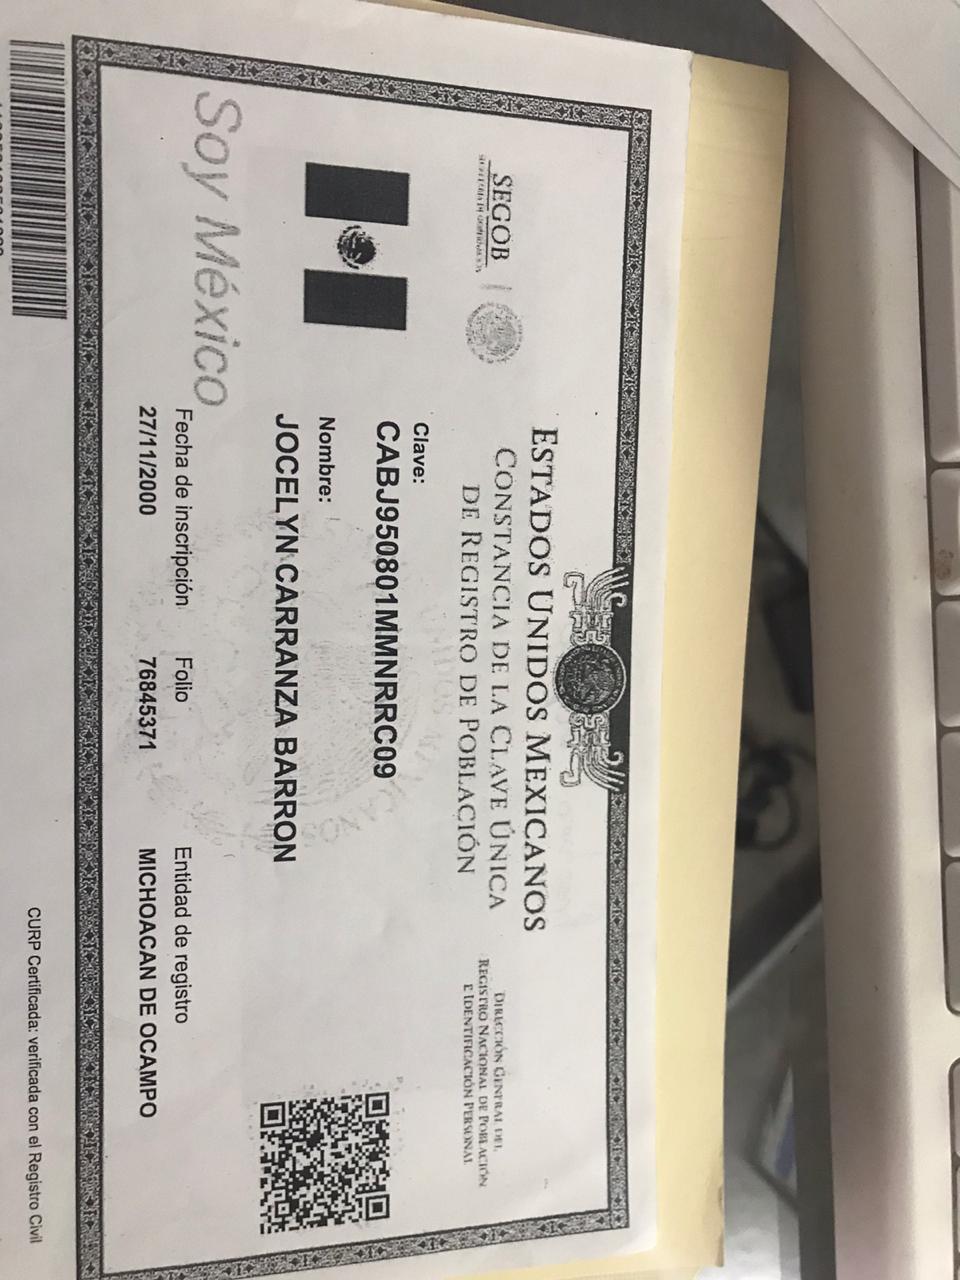 SEGOB
SECRETARÍA DE GOBERNACIÓN
ESTADOS UNIDOS MEXICANOS
CONSTANCIA DE LA CLAVE ÚNICA
DE REGISTRO DE POBLACIÓN
DIRECCIÓN GENERAL DEL
REGISTRO NACIONAL DE POBLACIÓN
E IDENTIFICACIÓN PERSONAL
Clave:
CABJ950801MMNRRC09
Nombre:
JOCELYN CARRANZA BARRON
Soy México
Fecha de inscripción Folio Entidad de registro
27/11/2000 76845371 MICHOACAN DE OCAMPO
CURP Certificada: verificada con el Registro Civil